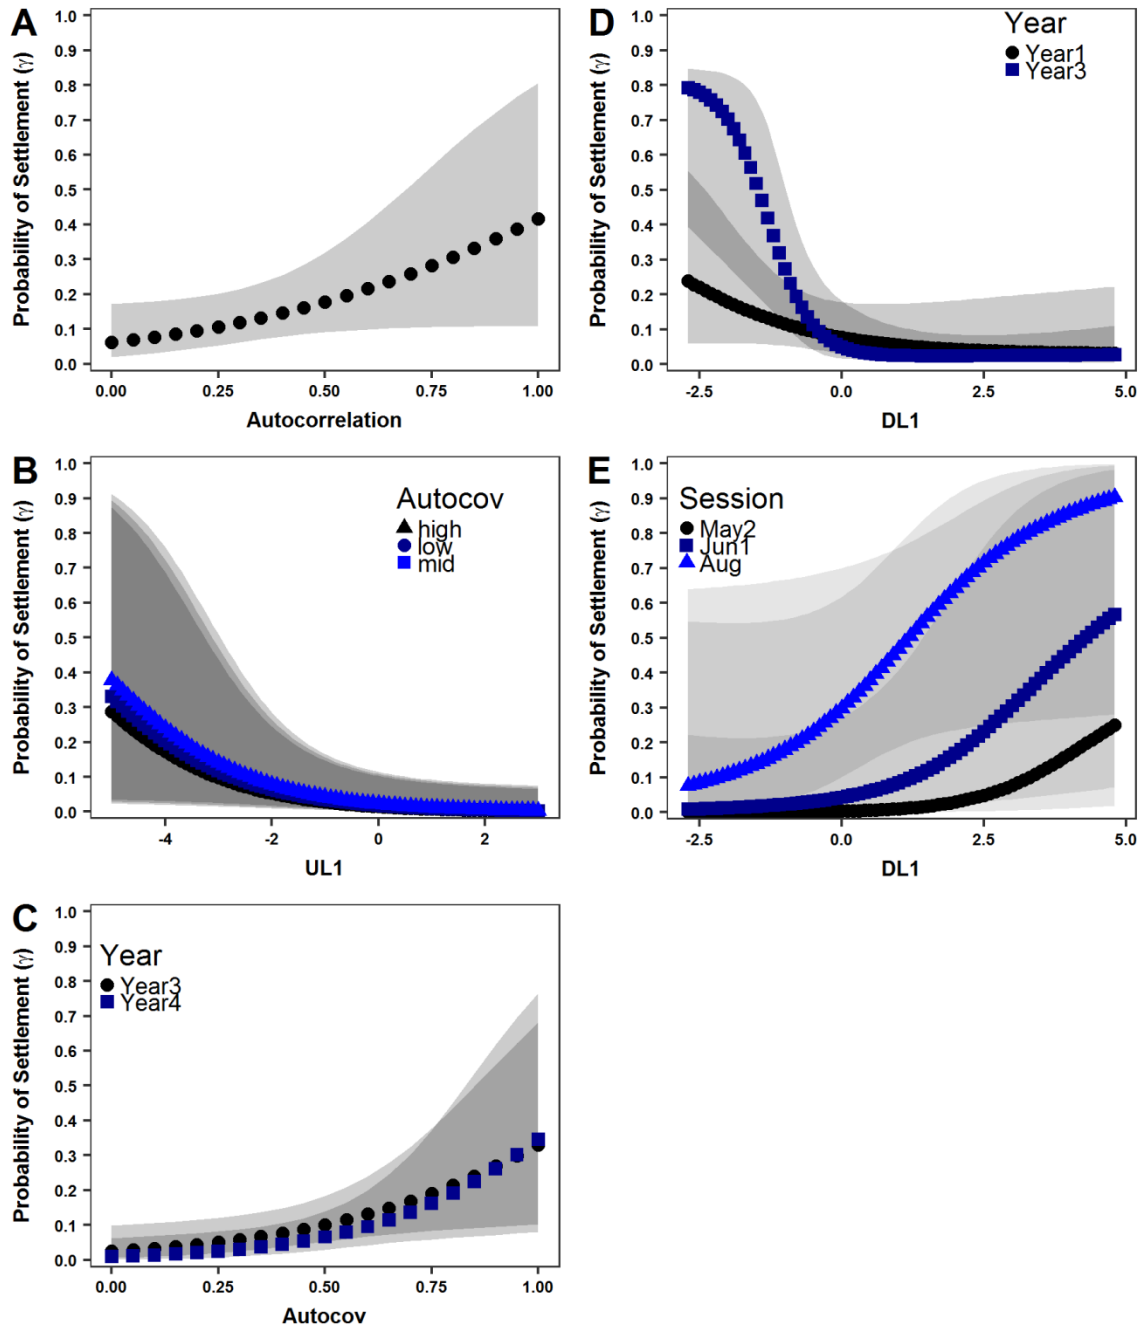 A
Probability of Settlement (γ)
1.0
0.9
0.8
0.7
0.6
0.5
0.4
0.3
0.2
0.1
0.0
0.00 0.25 0.50 0.75 1.00
Autocorrelation
D
Probability of Settlement (γ)
1.0
0.9
0.8
0.7
0.6
0.5
0.4
0.3
0.2
0.1
0.0
Year
Year1
Year3
-2.5 0.0 2.5 5.0
DL1
B
Probability of Settlement (γ)
1.0
0.9
0.8
0.7
0.6
0.5
0.4
0.3
0.2
0.1
0.0
Autocov
high
low
mid
-4 -2 0 2
UL1
E
Probability of Settlement (γ)
1.0
0.9
0.8
0.7
0.6
0.5
0.4
0.3
0.2
0.1
0.0
Session
May2
Jun1
Aug
-2.5 0.0 2.5 5.0
DL1
C
Probability of Settlement (γ)
1.0
0.9
0.8
0.7
0.6
0.5
0.4
0.3
0.2
0.1
0.0
Year
Year3
Year4
0.00 0.25 0.50 0.75 1.00
Autocov